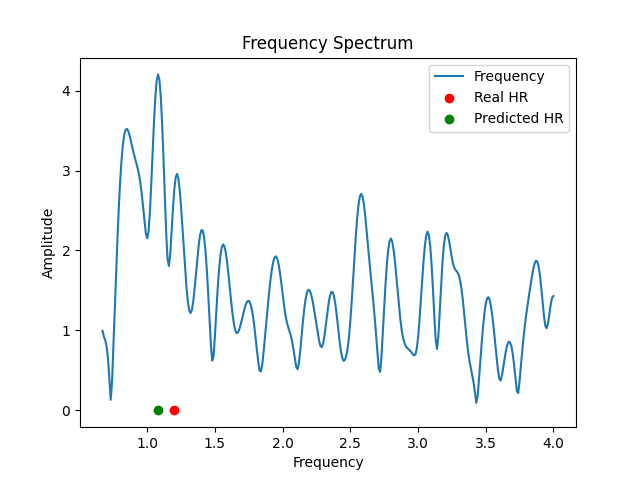 Frequency Spectrum
Frequency
Real HR
Predicted HR
Amplitude
4
3
2
1
0
1.0 1.5 2.0 2.5 3.0 3.5 4.0
Frequency